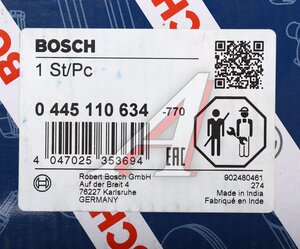 BOSCH
1 St/Pc
0 445 110 634 -770
4 047025 353694
EAC
Robert Bosch GmbH
Auf der Breit 4
76227 Karlsruhe
GERMANY
902480461
274
Made in India
Fabriqué en Inde